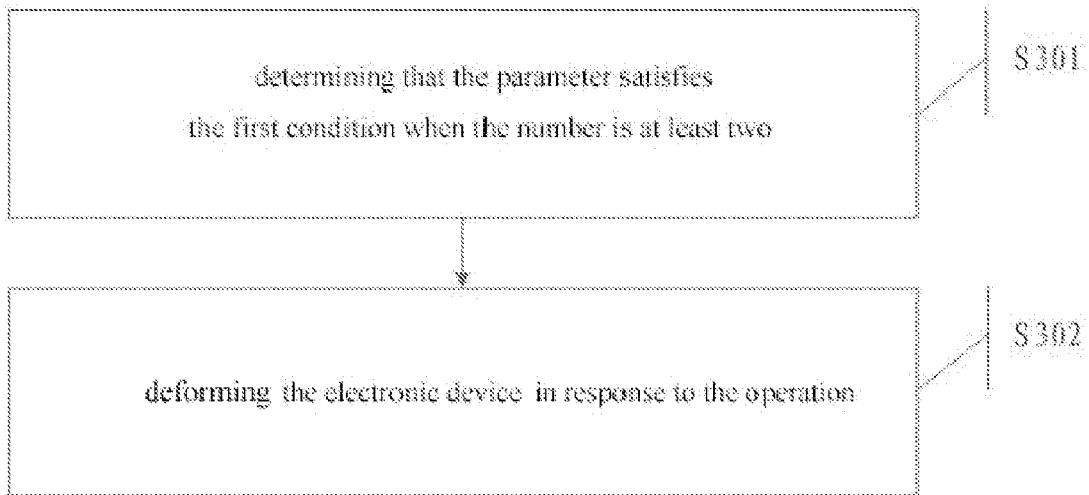 determining that the parameter satisfies
the first condition when the number is at least two
S301
deforming the electronic device in response to the operation
S302